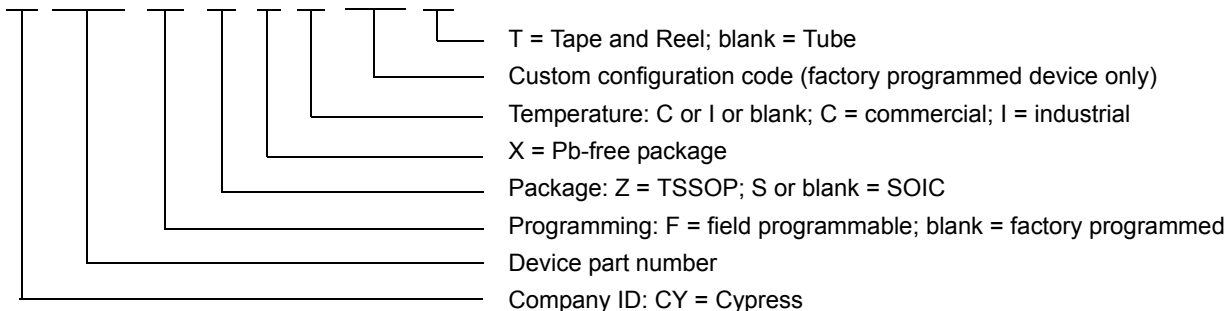 T = Tape and Reel; blank = Tube
Custom configuration code (factory programmed device only)
Temperature: C or I or blank; C = commercial; I = industrial
X = Pb-free package
Package: Z = TSSOP; S or blank = SOIC
Programming: F = field programmable; blank = factory programmed
Device part number
Company ID: CY = Cypress